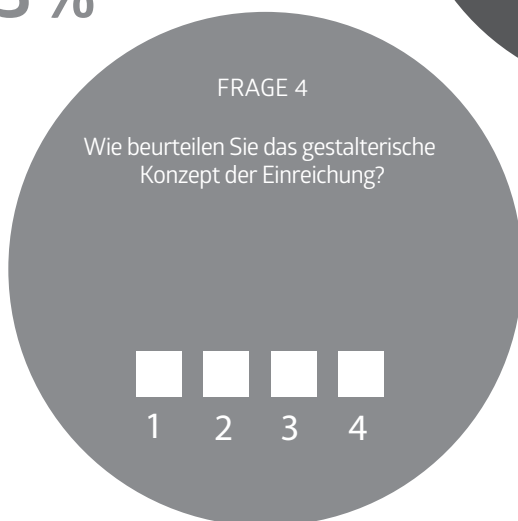 %
FRAGE 4
Wie beurteilen Sie das gestalterische
Konzept der Einreichung?
1 2 3 4